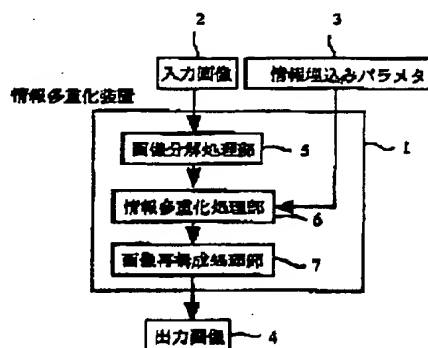 2
3
入力画像
情報埋込みパラメタ
情報多重化装置
1
画像分解処理部
5
情報多重化処理部
6
画像再構成処理部
7
出力画像
4